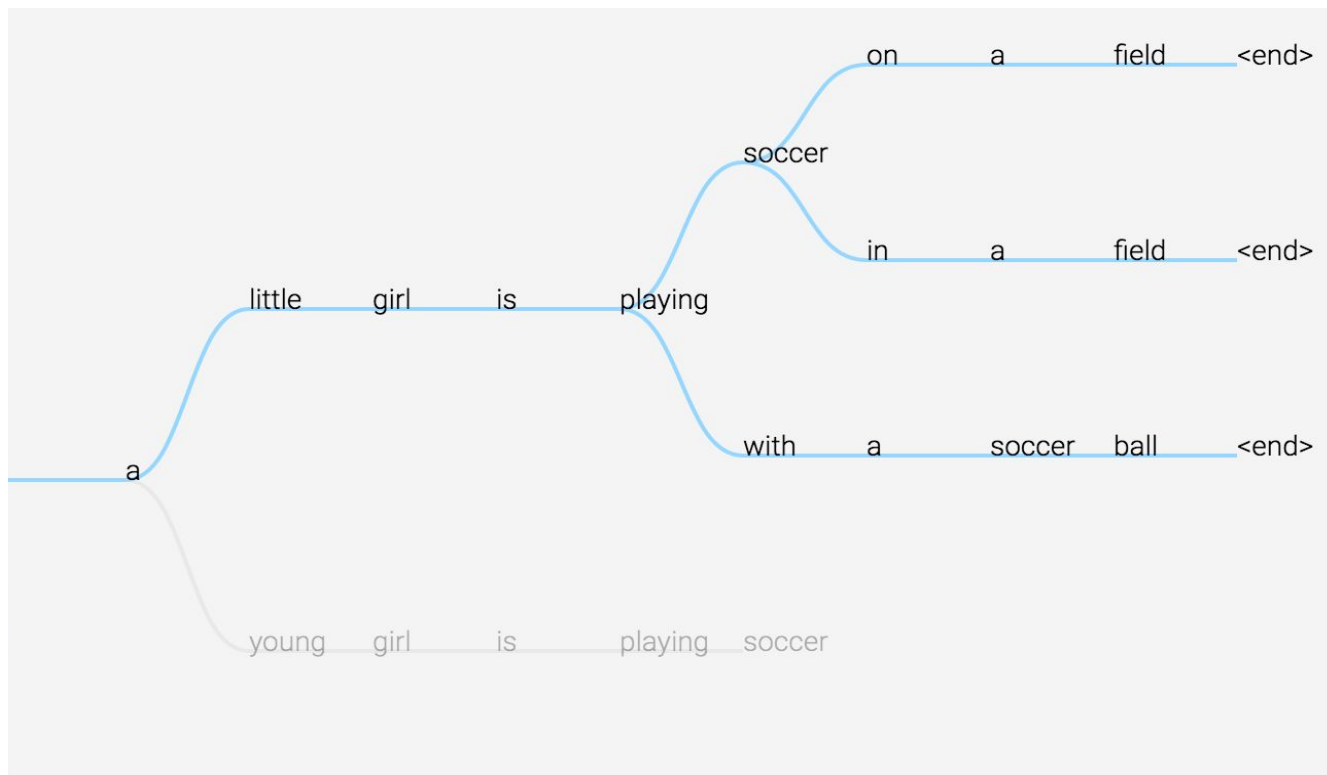 on a field <end>
soccer
in a field <end>
little girl is playing
with a soccer ball <end>
a
young girl is playing soccer